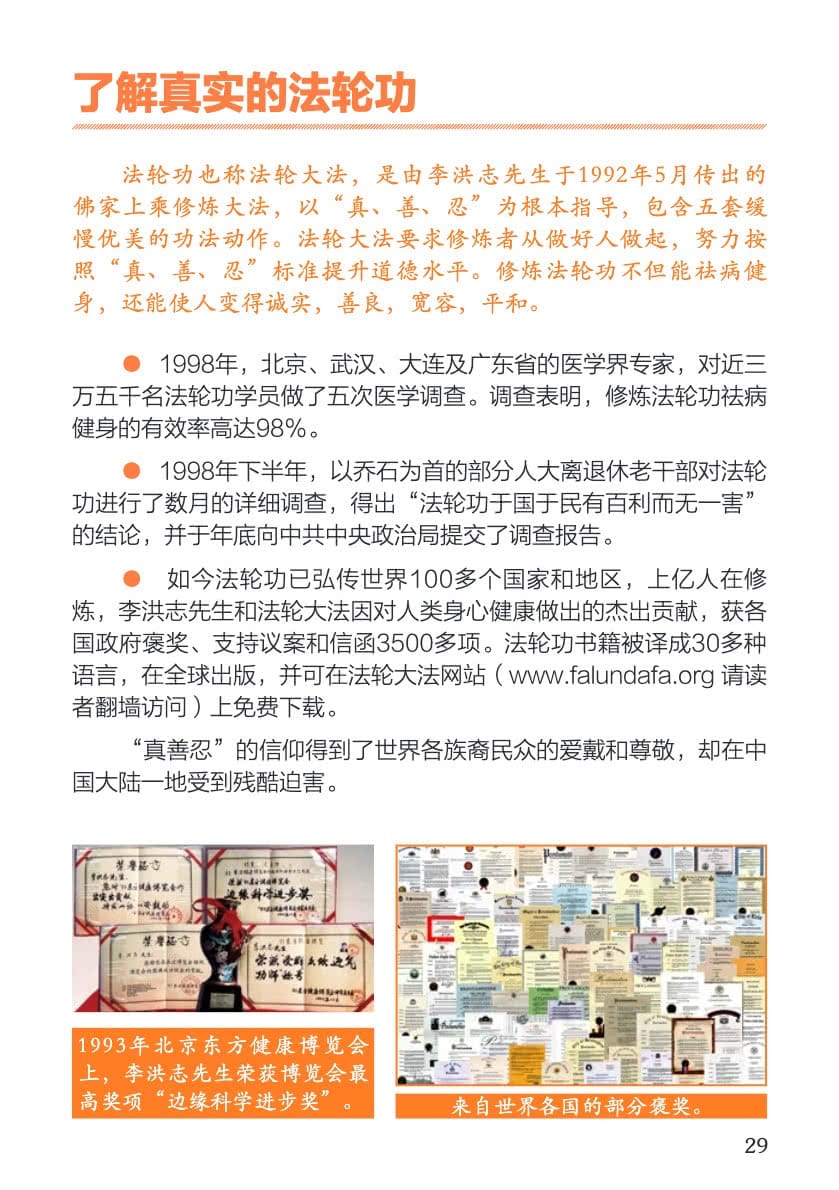 了解真实的法轮功
法轮功也称法轮大法，是由李洪志先生于1992年5月传出的
佛家上乘修炼大法，以“真、善、忍”为根本指导，包含五套缓
慢优美的功法动作。法轮大法要求修炼者从做好人做起，努力按
照“真、善、忍”标准提升道德水平。修炼法轮功不但能祛病健
身，还能使人变得诚实，善良，宽容，平和。
● 1998年，北京、武汉、大连及广东省的医学界专家，对近三
万五千名法轮功学员做了五次医学调查。调查表明，修炼法轮功祛病
健身的有效率高达98%。
● 1998年下半年，以乔石为首的部分人大离退休老干部对法轮
功进行了数月的详细调查，得出“法轮功于国于民有百利而无一害”
的结论，并于年底向中共中央政治局提交了调查报告。
● 如今法轮功已弘传世界100多个国家和地区，上亿人在修
炼，李洪志先生和法轮大法因对人类身心健康做出的杰出贡献，获各
国政府褒奖、支持议案和信函3500多项。法轮功书籍被译成30多种
语言，在全球出版，并可在法轮大法网站（www.falundafa.org 请读
者翻墙访问）上免费下载。
“真善忍”的信仰得到了世界各族裔民众的爱戴和尊敬，却在中
国大陆一地受到残酷迫害。
边缘科学进步奖
李洪志先生
1993年北京东方健康博览会
上，李洪志先生荣获博览会最
高奖项“边缘科学进步奖”。
来自世界各国的部分褒奖。
29